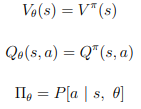 V_θ(s) = V^π(s)
Q_θ(s, a) = Q^π(s, a)
Π_θ = P[a | s, θ]